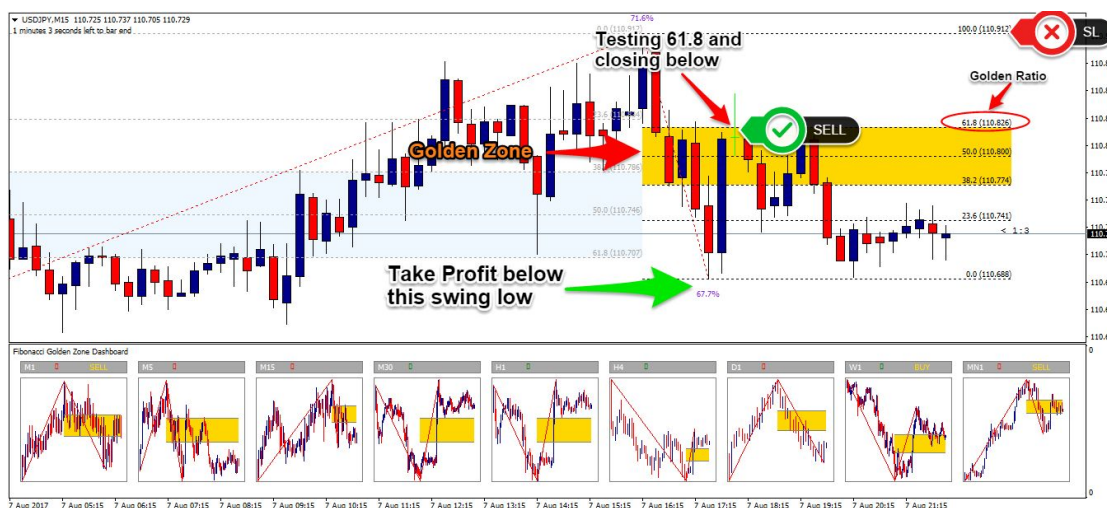 USDJPY,M15 110.725 110.737 110.705 110.729
1 minutes 3 seconds left to bar end
71.6%
0.0 (110.912)
100.0 (110.912)
SL
Testing 61.8 and
closing below
Golden Ratio
61.8 (110.826)
SELL
Golden Zone
50.0 (110.800)
38.2 (110.774)
50.0 (110.746)
23.6 (110.741)
< 1:3
61.8 (110.707)
Take Profit below
this swing low
0.0 (110.688)
67.7%
Fibonacci Golden Zone Dashboard
0
M1 SELL
M5
M15
M30
H1
H4
D1
W1 BUY
MN1 SELL
0
7 Aug 2017
7 Aug 05:15
7 Aug 06:15
7 Aug 07:15
7 Aug 08:15
7 Aug 09:15
7 Aug 10:15
7 Aug 11:15
7 Aug 12:15
7 Aug 13:15
7 Aug 14:15
7 Aug 15:15
7 Aug 16:15
7 Aug 17:15
7 Aug 18:15
7 Aug 19:15
7 Aug 20:15
7 Aug 21:15